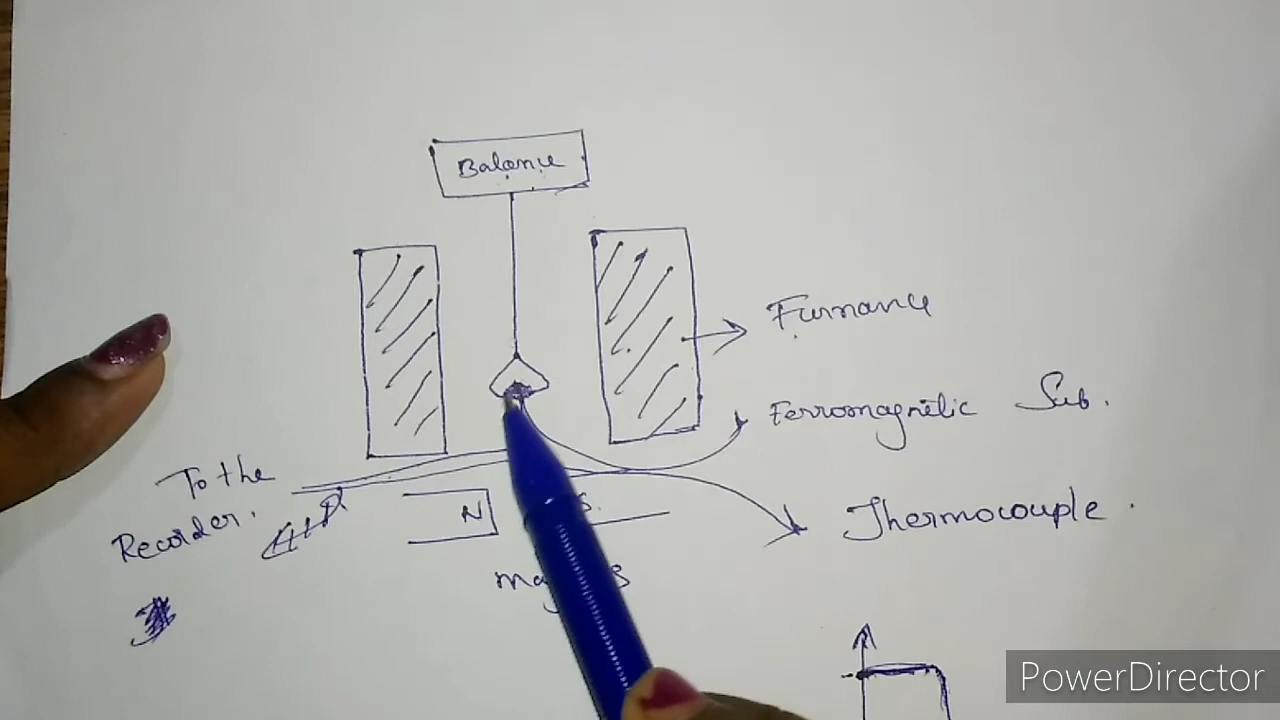 Balance
Furnance
Ferromagnetic Sub.
To the
Recorder.
N
S.
Thermocouple.
PowerDirector